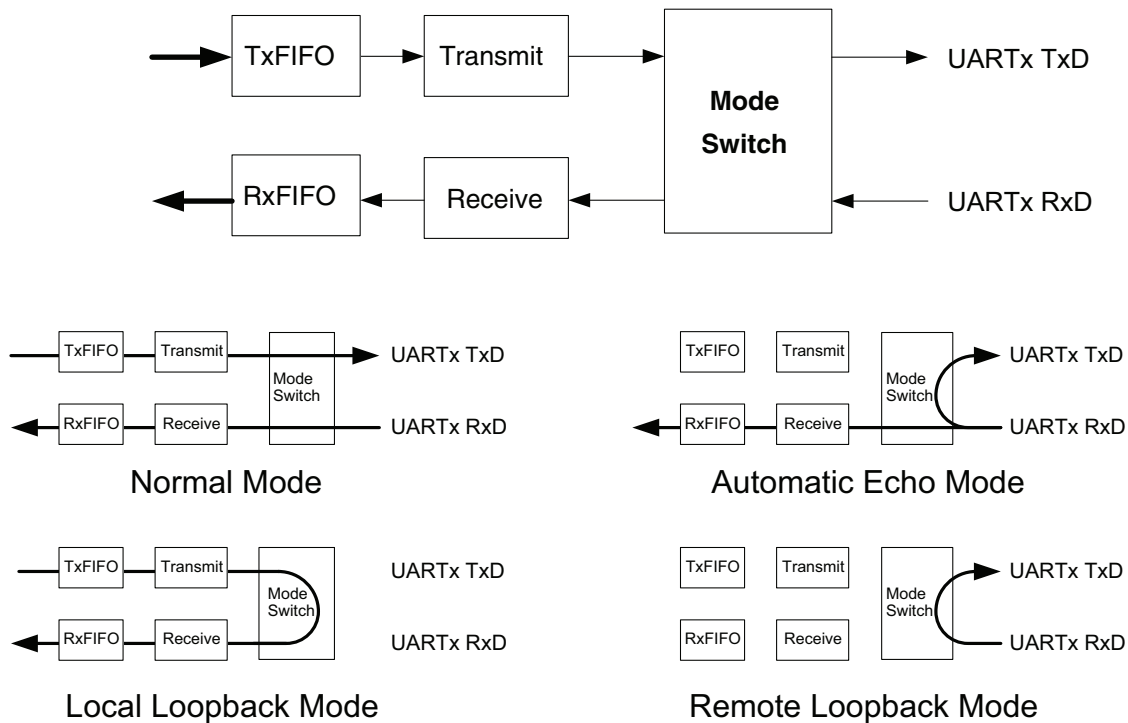 TxFIFO
Transmit
Mode
Switch
UARTx TxD
RxFIFO
Receive
UARTx RxD
TxFIFO
Transmit
Mode
Switch
UARTx TxD
RxFIFO
Receive
UARTx RxD
Normal Mode
TxFIFO
Transmit
Mode
Switch
UARTx TxD
RxFIFO
Receive
UARTx RxD
Automatic Echo Mode
TxFIFO
Transmit
Mode
Switch
UARTx TxD
RxFIFO
Receive
UARTx RxD
Local Loopback Mode
TxFIFO
Transmit
Mode
Switch
UARTx TxD
RxFIFO
Receive
UARTx RxD
Remote Loopback Mode